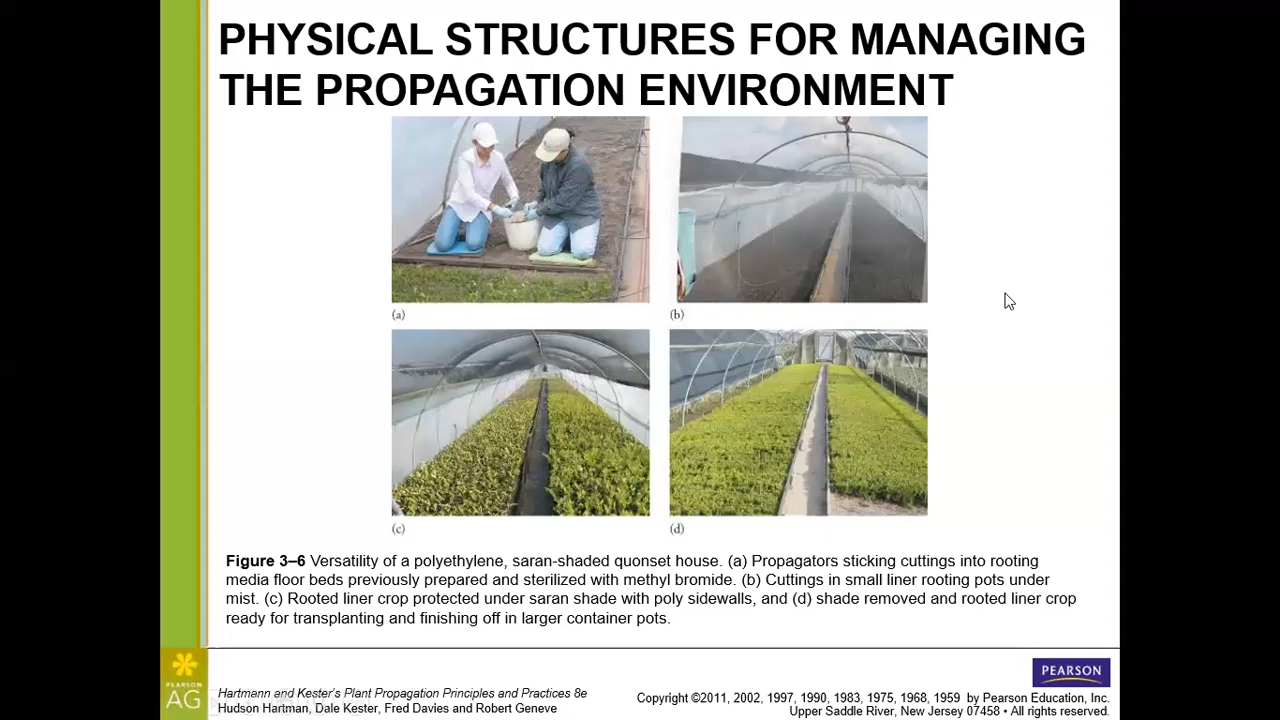 PHYSICAL STRUCTURES FOR MANAGING
THE PROPAGATION ENVIRONMENT
(a)
(b)
(c)
(d)
Figure 3–6 Versatility of a polyethylene, saran-shaded quonset house. (a) Propagators sticking cuttings into rooting
media floor beds previously prepared and sterilized with methyl bromide. (b) Cuttings in small liner rooting pots under
mist. (c) Rooted liner crop protected under saran shade with poly sidewalls, and (d) shade removed and rooted liner crop
ready for transplanting and finishing off in larger container pots.
PEARSON
AG
Hartmann and Kester's Plant Propagation Principles and Practices 8e
Hudson Hartman, Dale Kester, Fred Davies and Robert Geneve
PEARSON
Copyright ©2011, 2002, 1997, 1990, 1983, 1975, 1968, 1959 by Pearson Education, Inc.
Upper Saddle River, New Jersey 07458 • All rights reserved.